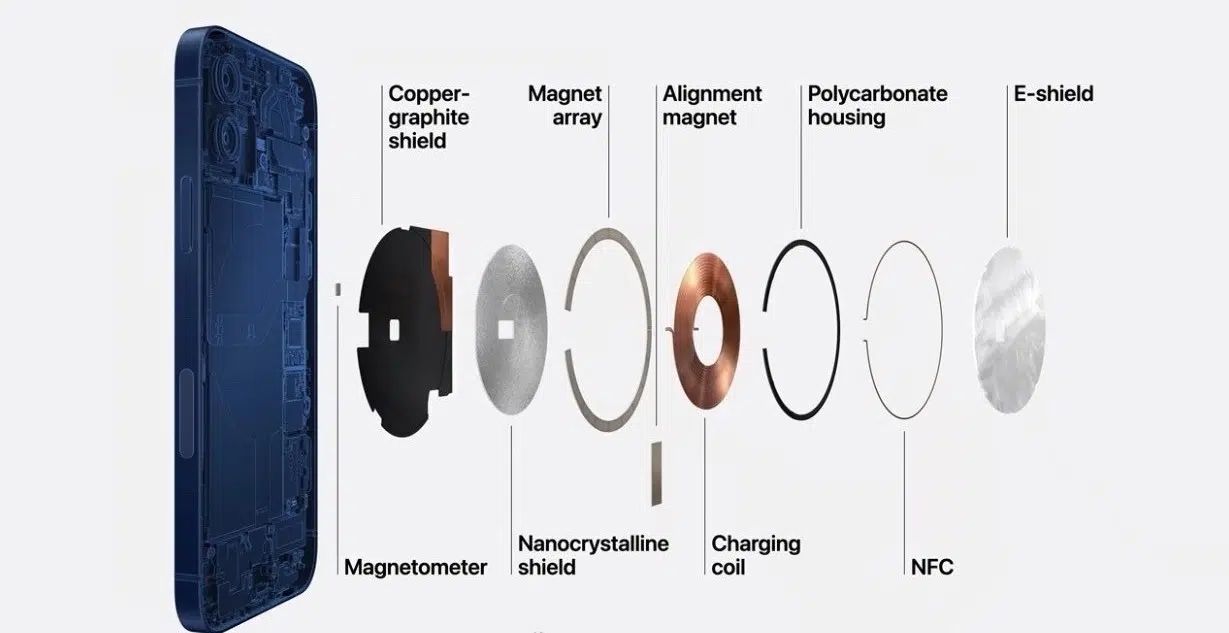 Copper-
graphite
shield
Magnet
array
Alignment
magnet
Polycarbonate
housing
E-shield
Magnetometer
Nanocrystalline
shield
Charging
coil
NFC